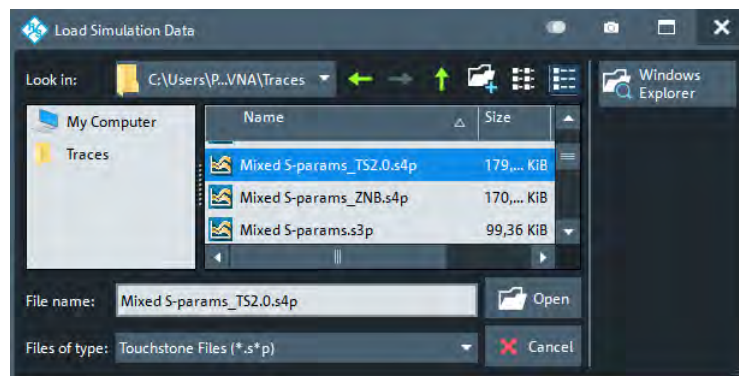 Load Simulation Data
Look in: C:\Users\P...VNA\Traces
Windows Explorer
My Computer
Traces
Name Size
Mixed S-params_TS2.0.s4p 179,... KiB
Mixed S-params_ZNB.s4p 170,... KiB
Mixed S-params.s3p 99,36 KiB
File name: Mixed S-params_TS2.0.s4p Open
Files of type: Touchstone Files (*.s*p) Cancel